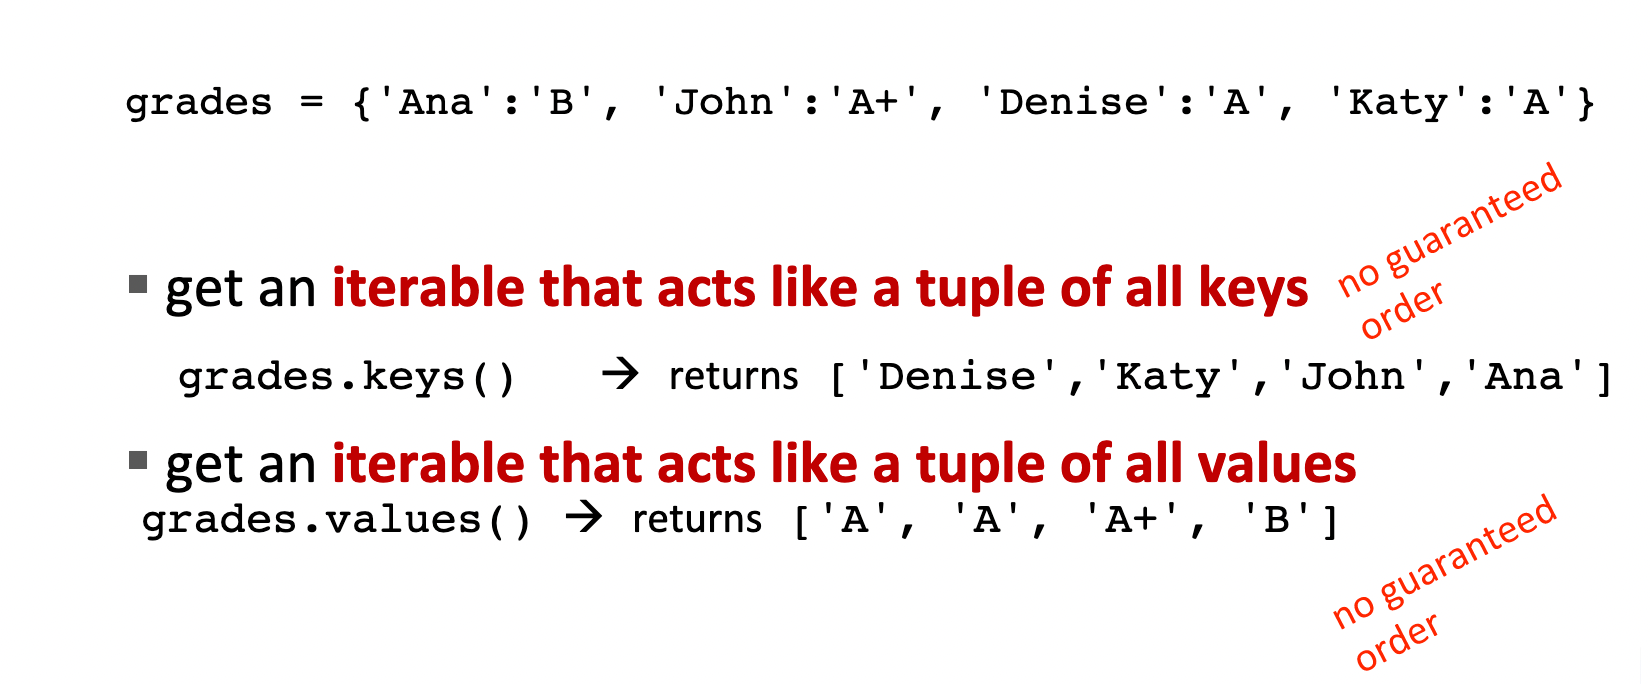 grades = {'Ana':'B', 'John':'A+', 'Denise':'A', 'Katy':'A'}
▪ get an iterable that acts like a tuple of all keys
no guaranteed
order
grades.keys() → returns ['Denise','Katy','John','Ana']
▪ get an iterable that acts like a tuple of all values
grades.values() → returns ['A', 'A', 'A+', 'B']
no guaranteed
order